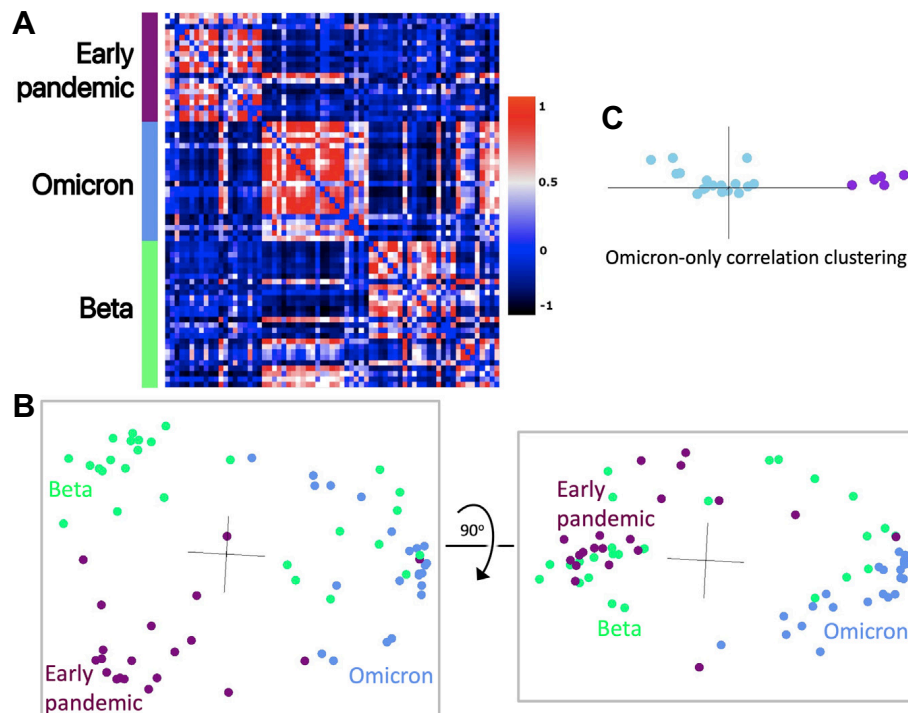 A
Early
pandemic
Omicron
Beta
1
0.5
0
-1
C
Omicron-only correlation clustering
B
Beta
Early
pandemic
Omicron
90º
Early
pandemic
Beta
Omicron